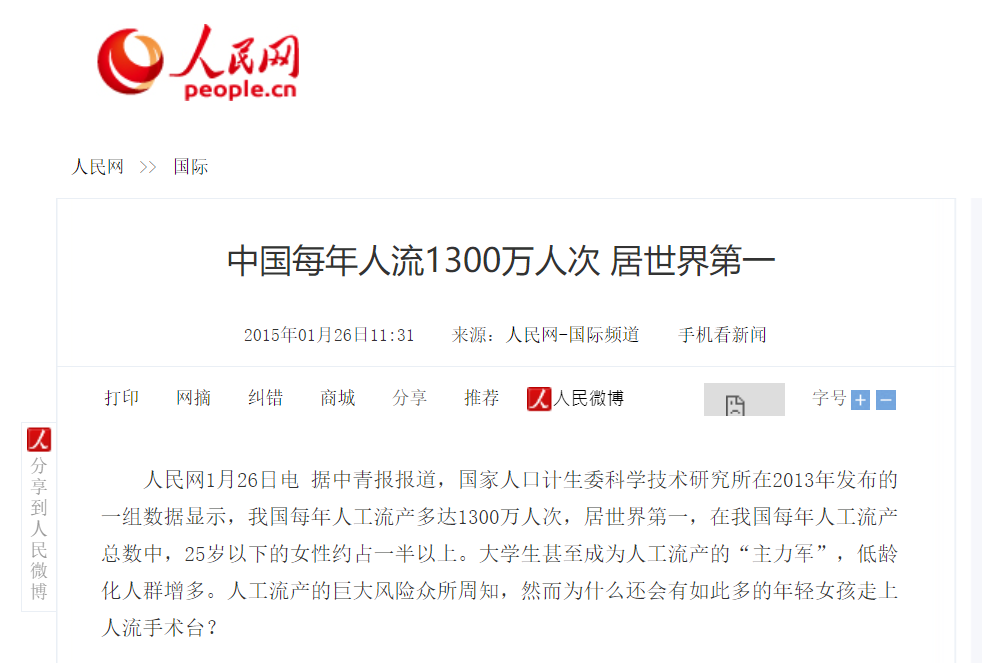 人民网
people.cn
人民网 >> 国际
中国每年人流1300万人次 居世界第一
2015年01月26日11:31 来源：人民网-国际频道 手机看新闻
打印 网摘 纠错 商城 分享 推荐 人 人民微博 字号 + −
人
分享到人民微博
人民网1月26日电 据中青报报道，国家人口计生委科学技术研究所在2013年发布的
一组数据显示，我国每年人工流产多达1300万人次，居世界第一，在我国每年人工流产
总数中，25岁以下的女性约占一半以上。大学生甚至成为人工流产的“主力军”，低龄
化人群增多。人工流产的巨大风险众所周知，然而为什么还会有如此多的年轻女孩走上
人流手术台？